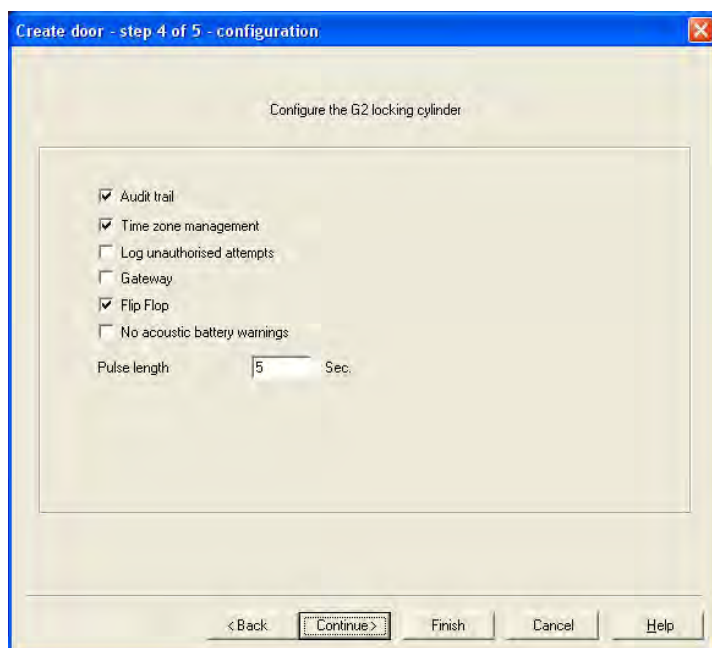 Create door - step 4 of 5 - configuration
Configure the G2 locking cylinder
Audit trail
Time zone management
Log unauthorised attempts
Gateway
Flip Flop
No acoustic battery warnings
Pulse length 5 Sec.
< Back Continue > Finish Cancel Help